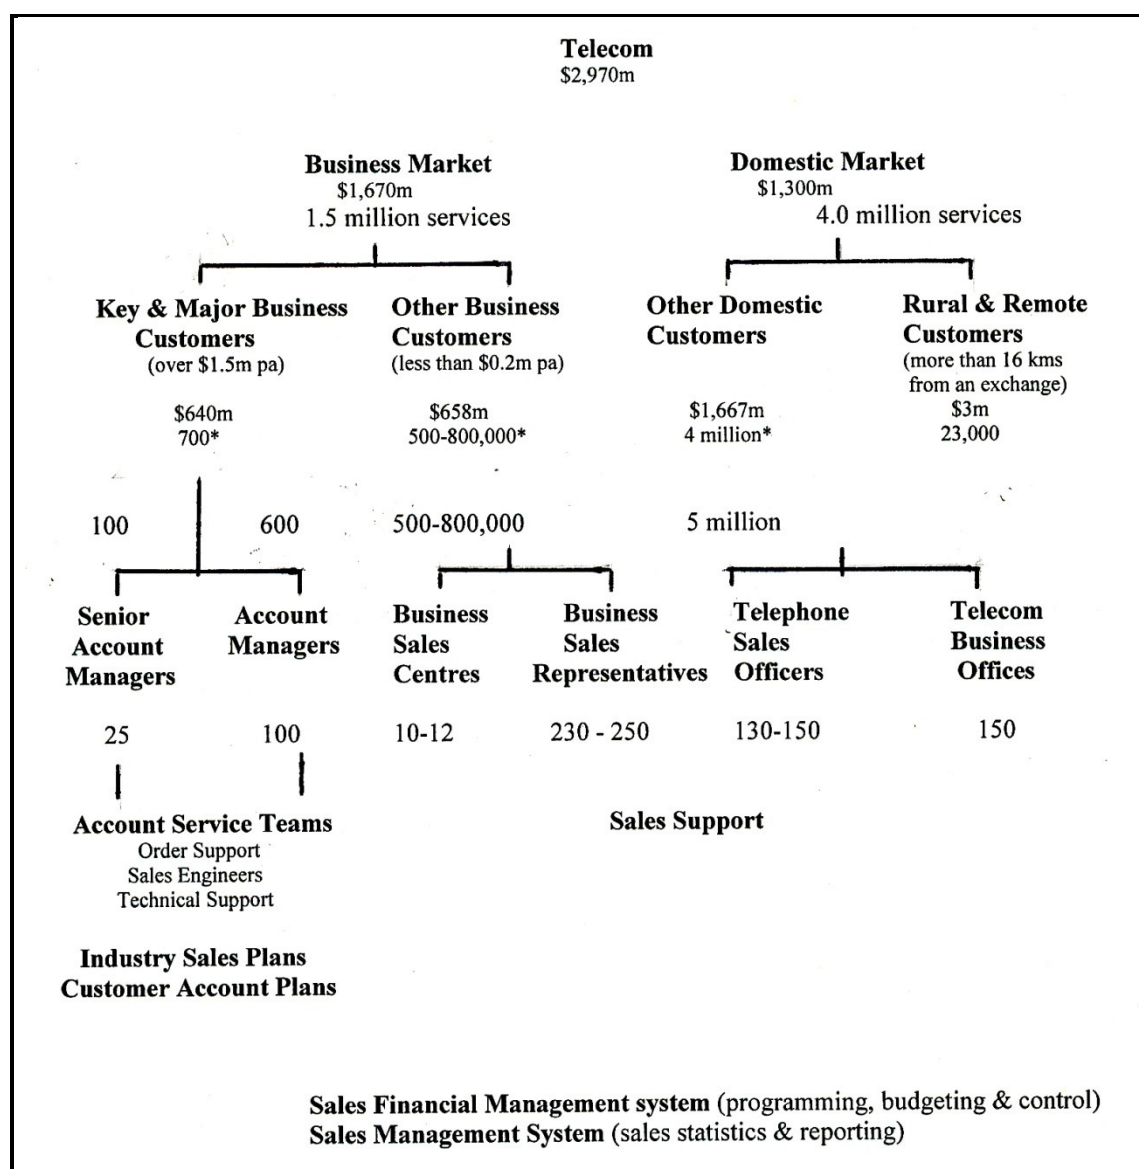 Telecom
$2,970m
Business Market
$1,670m
1.5 million services
Domestic Market
$1,300m
4.0 million services
Key & Major Business
Customers
(over $1.5m pa)
$640m
700*
Other Business
Customers
(less than $0.2m pa)
$658m
500-800,000*
Other Domestic
Customers
$1,667m
4 million*
Rural & Remote
Customers
(more than 16 kms
from an exchange)
$3m
23,000
100
600
500-800,000
5 million
Senior
Account
Managers
25
Account
Managers
100
Business
Sales
Centres
10-12
Business
Sales
Representatives
230 - 250
Telephone
Sales
Officers
130-150
Telecom
Business
Offices
150
Account Service Teams
Order Support
Sales Engineers
Technical Support
Sales Support
Industry Sales Plans
Customer Account Plans
Sales Financial Management system (programming, budgeting & control)
Sales Management System (sales statistics & reporting)